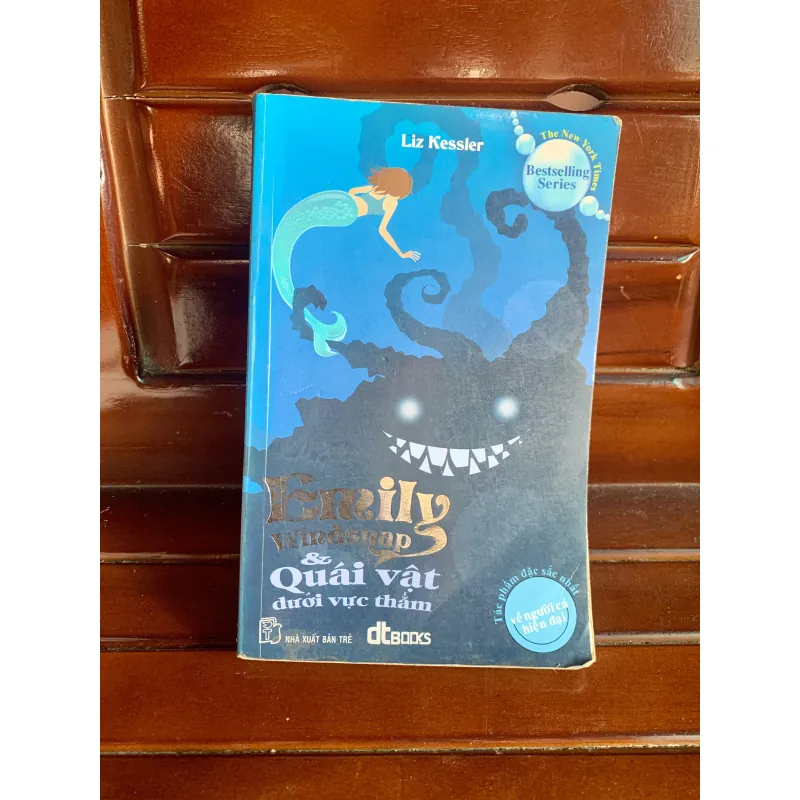 Liz Kessler
The New York Times
Bestselling
Series
Emily
Windsnap
&
Quái vật
dưới vực thẳm
Tác phẩm đặc sắc nhất
về người cá
hiện đại
NHÀ XUẤT BẢN TRẺ
dtBOOKS